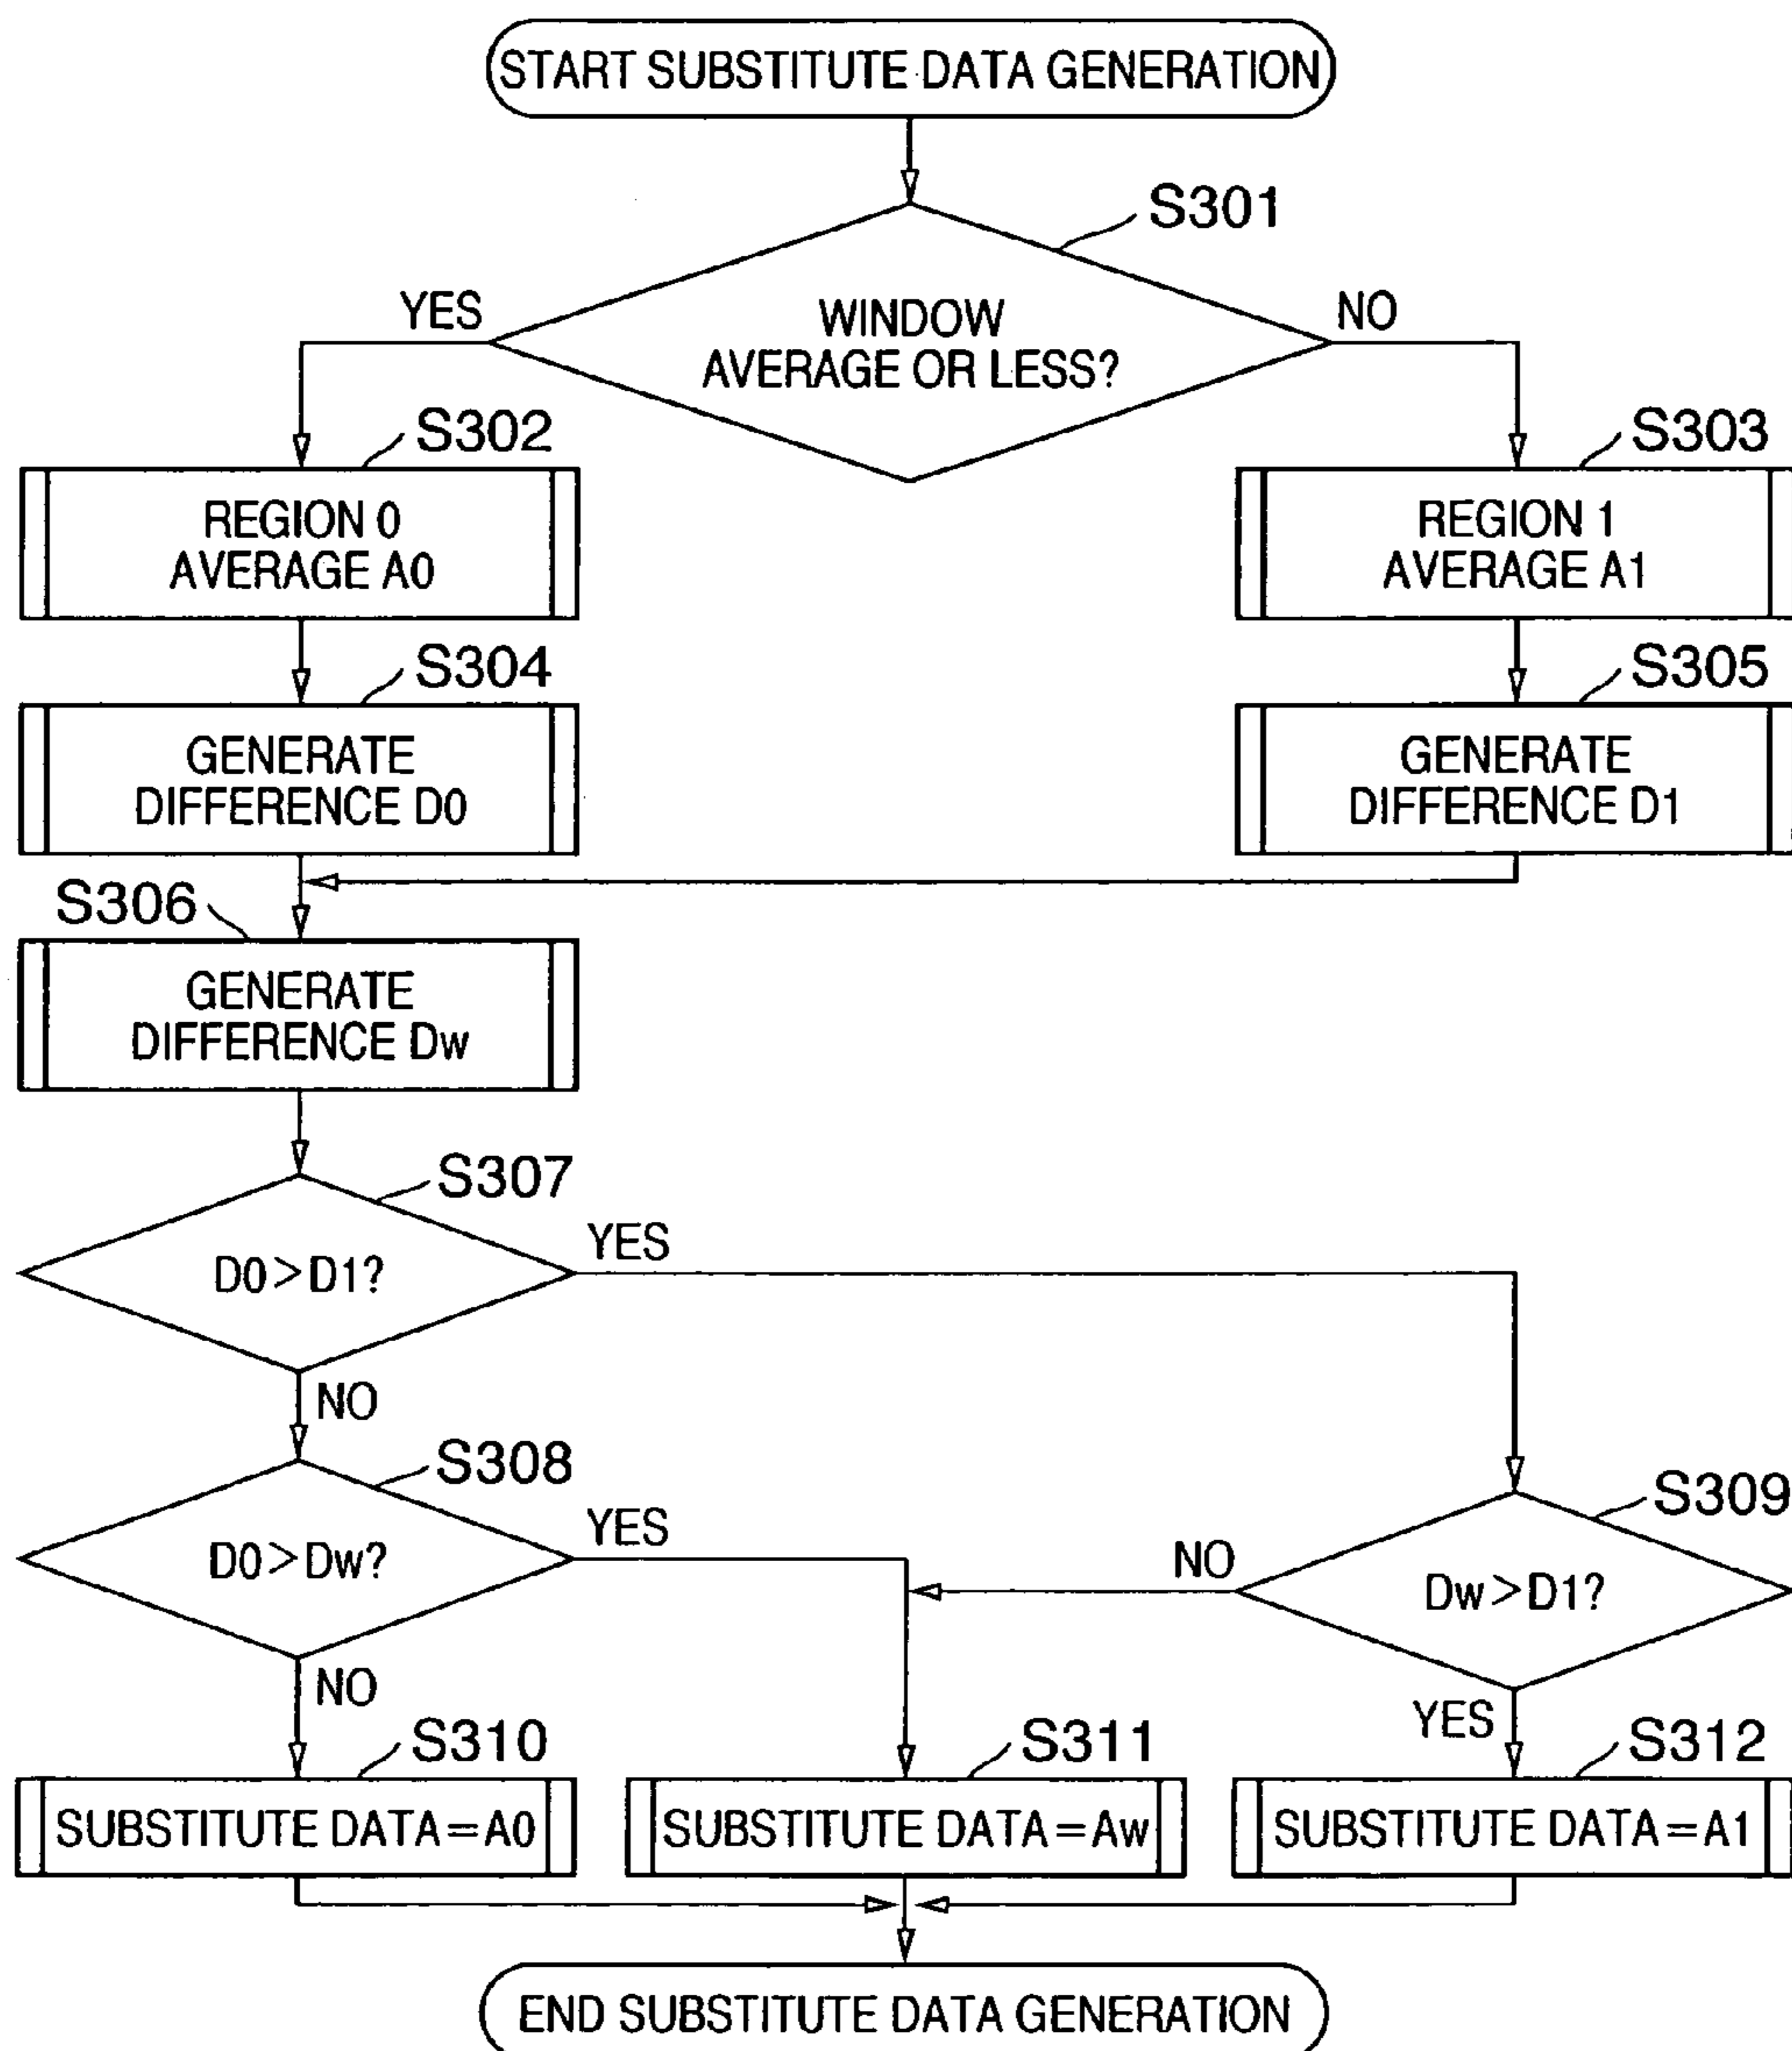 START SUBSTITUTE DATA GENERATION
S301
YES
WINDOW
AVERAGE OR LESS?
NO
S302
S303
REGION 0
AVERAGE A0
REGION 1
AVERAGE A1
S304
S305
GENERATE
DIFFERENCE D0
GENERATE
DIFFERENCE D1
S306
GENERATE
DIFFERENCE Dw
S307
D0>D1?
YES
NO
S308
D0>Dw?
YES
S309
NO
Dw>D1?
NO
YES
S310
S311
S312
SUBSTITUTE DATA=A0
SUBSTITUTE DATA=Aw
SUBSTITUTE DATA=A1
END SUBSTITUTE DATA GENERATION